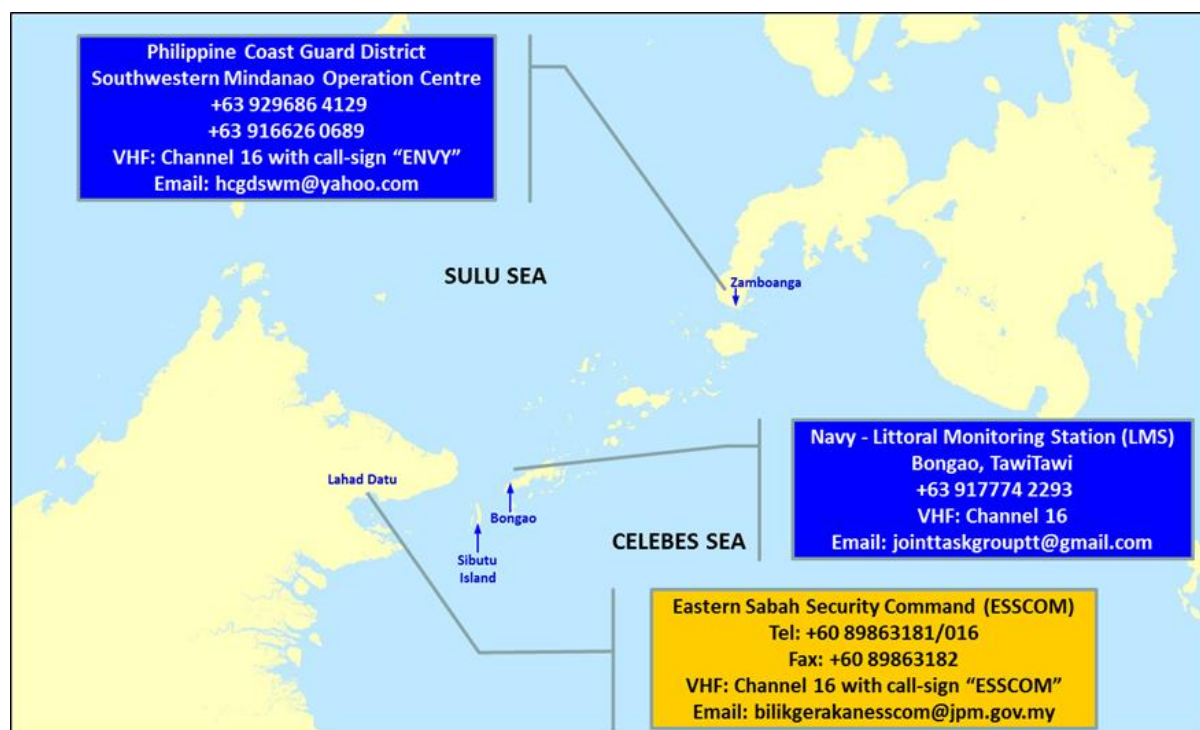 Philippine Coast Guard District
Southwestern Mindanao Operation Centre
+63 929686 4129
+63 916626 0689
VHF: Channel 16 with call-sign “ENVY”
Email: hcgdswm@yahoo.com
SULU SEA
Zamboanga
Navy - Littoral Monitoring Station (LMS)
Bongao, TawiTawi
+63 917774 2293
VHF: Channel 16
Email: jointtaskgrouptt@gmail.com
Lahad Datu
Bongao
CELEBES SEA
Sibutu
Island
Eastern Sabah Security Command (ESSCOM)
Tel: +60 89863181/016
Fax: +60 89863182
VHF: Channel 16 with call-sign “ESSCOM”
Email: bilikgerakanesscom@jpm.gov.my